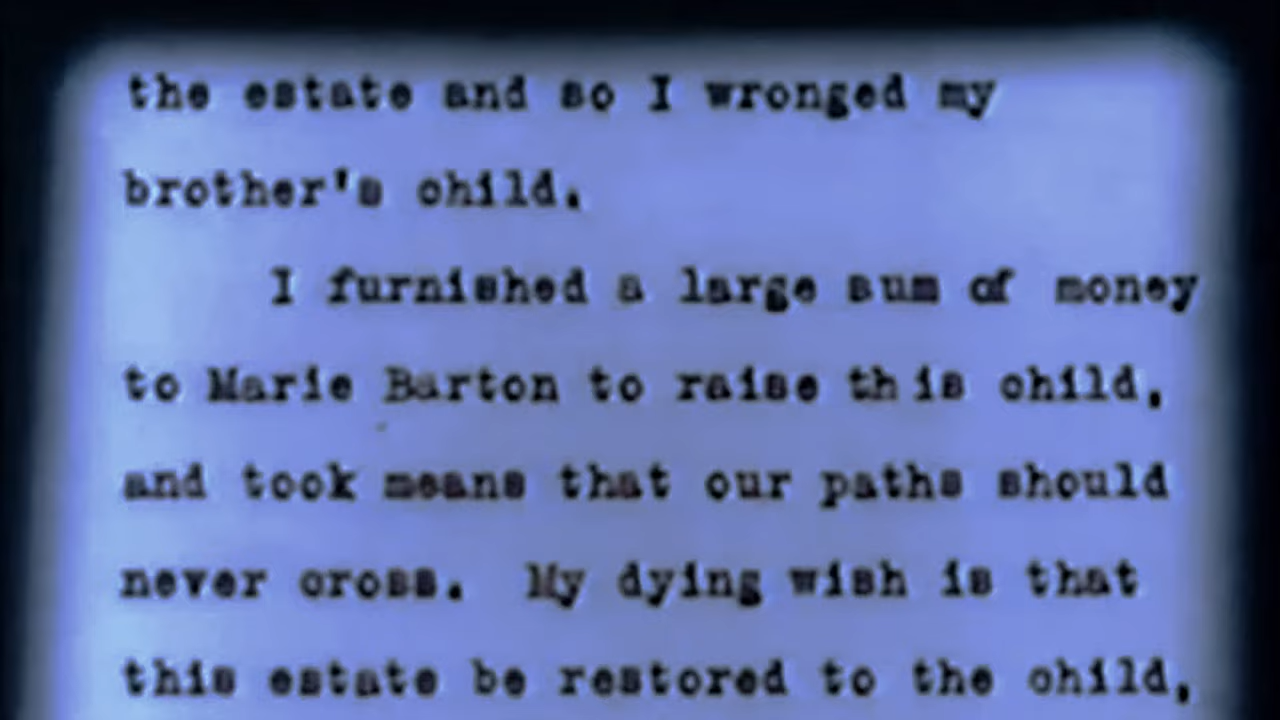 the estate and so I wronged my
brother's child.
I furnished a large sum of money
to Marie Barton to raise this child,
and took means that our paths should
never cross. My dying wish is that
this estate be restored to the child,